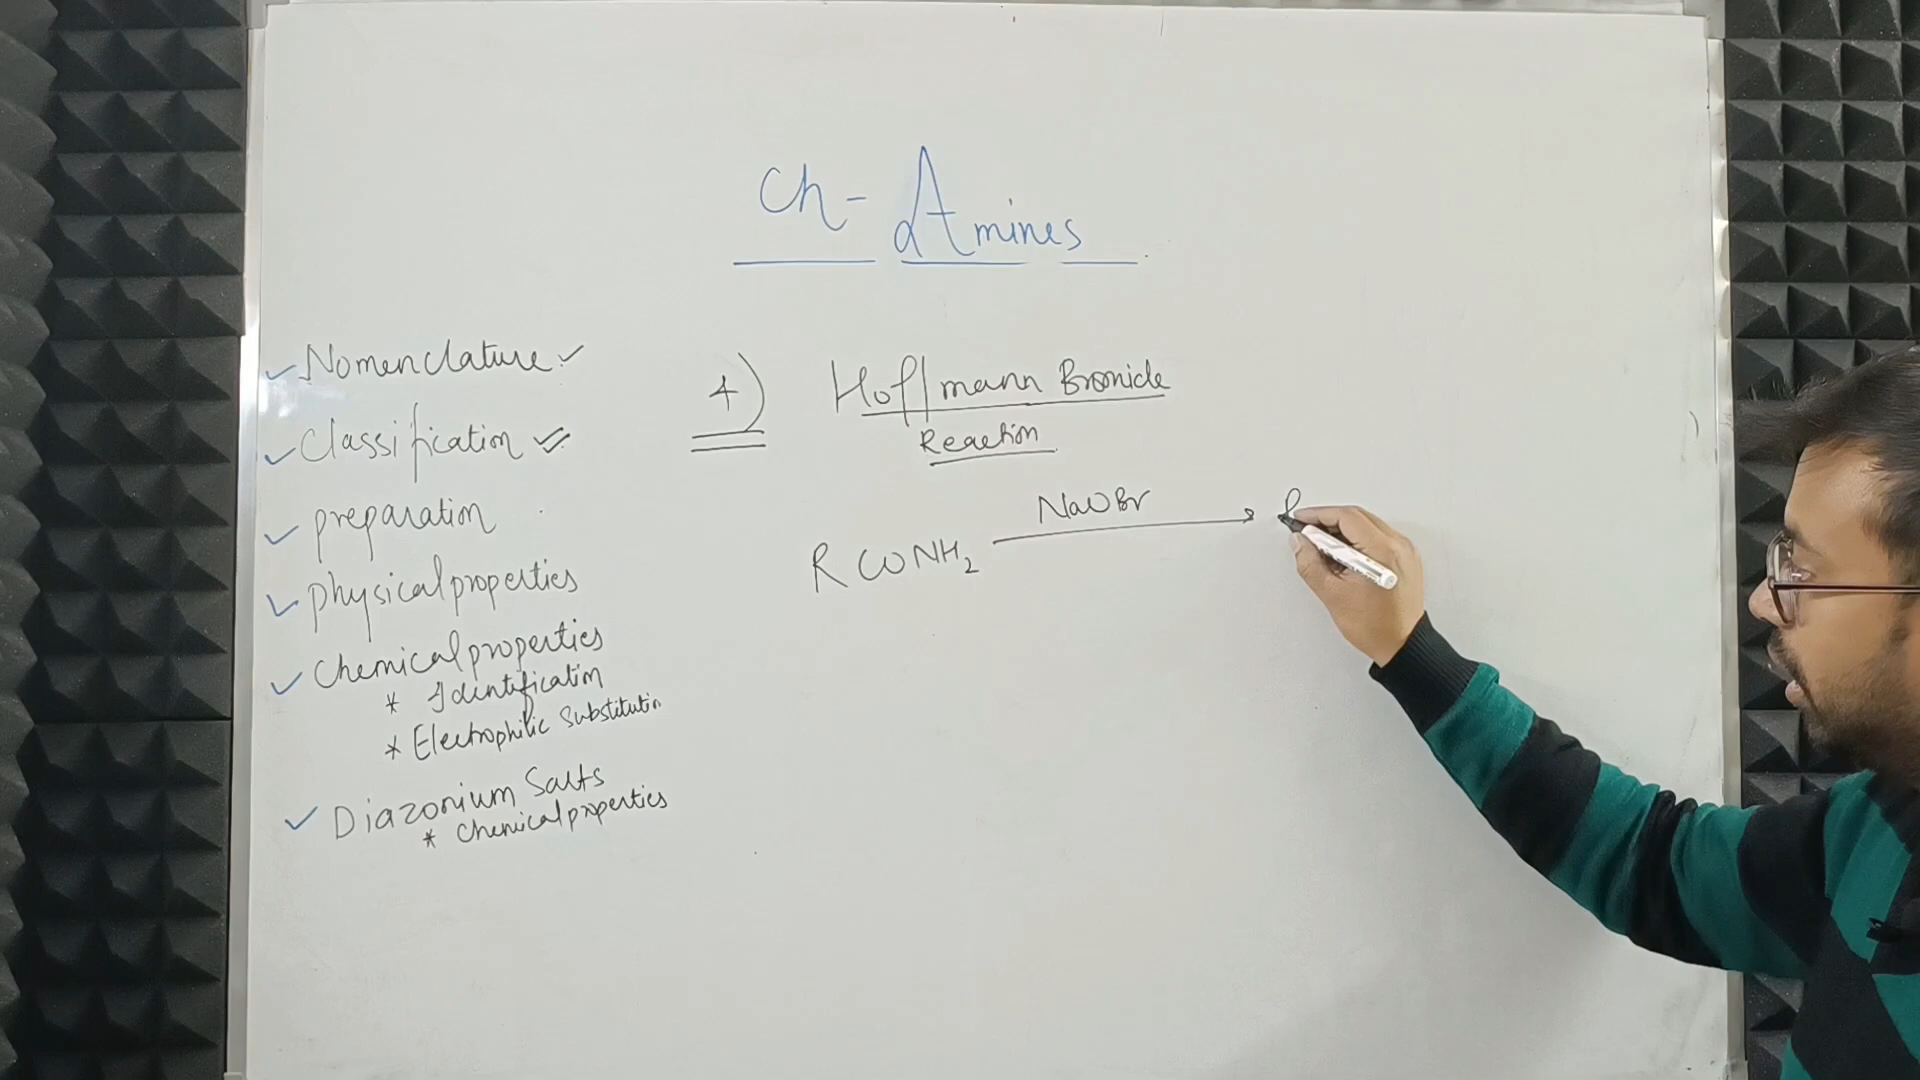 Ch- Amines
✓ Nomenclature ✓
✓ Classification ✓
✓ preparation
✓ physical properties
✓ Chemical properties
* Identification
* Electrophilic Substitution
✓ Diazonium Salts
* Chemical properties
4) Hoffmann Bromide
Reaction
NaOBr
R CONH₂ ⟶